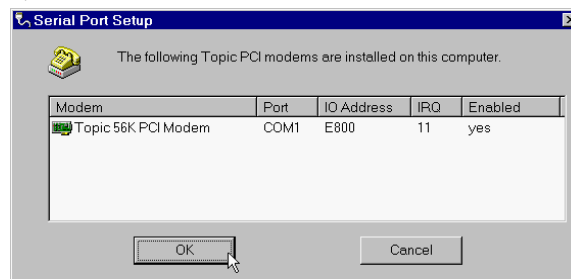 Serial Port Setup
The following Topic PCI modems are installed on this computer.
Modem Port IO Address IRQ Enabled
Topic 56K PCI Modem COM1 E800 11 yes
OK Cancel